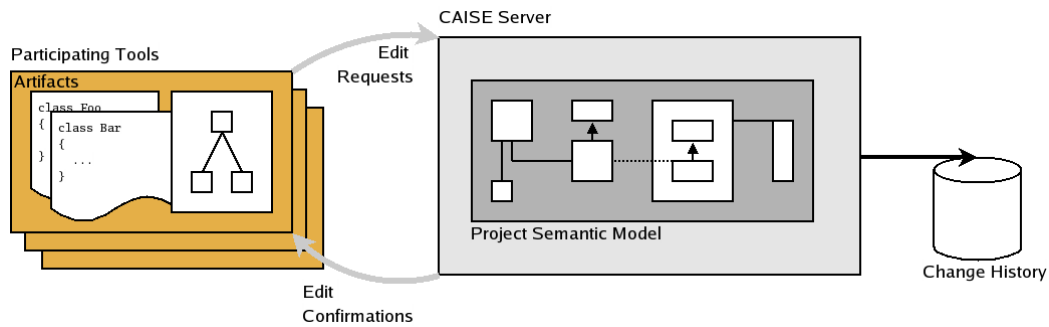 CAISE Server
Edit
Requests
Participating Tools
Artifacts
class Foo
{
}
class Bar
{
...
}
Project Semantic Model
Change History
Edit
Confirmations